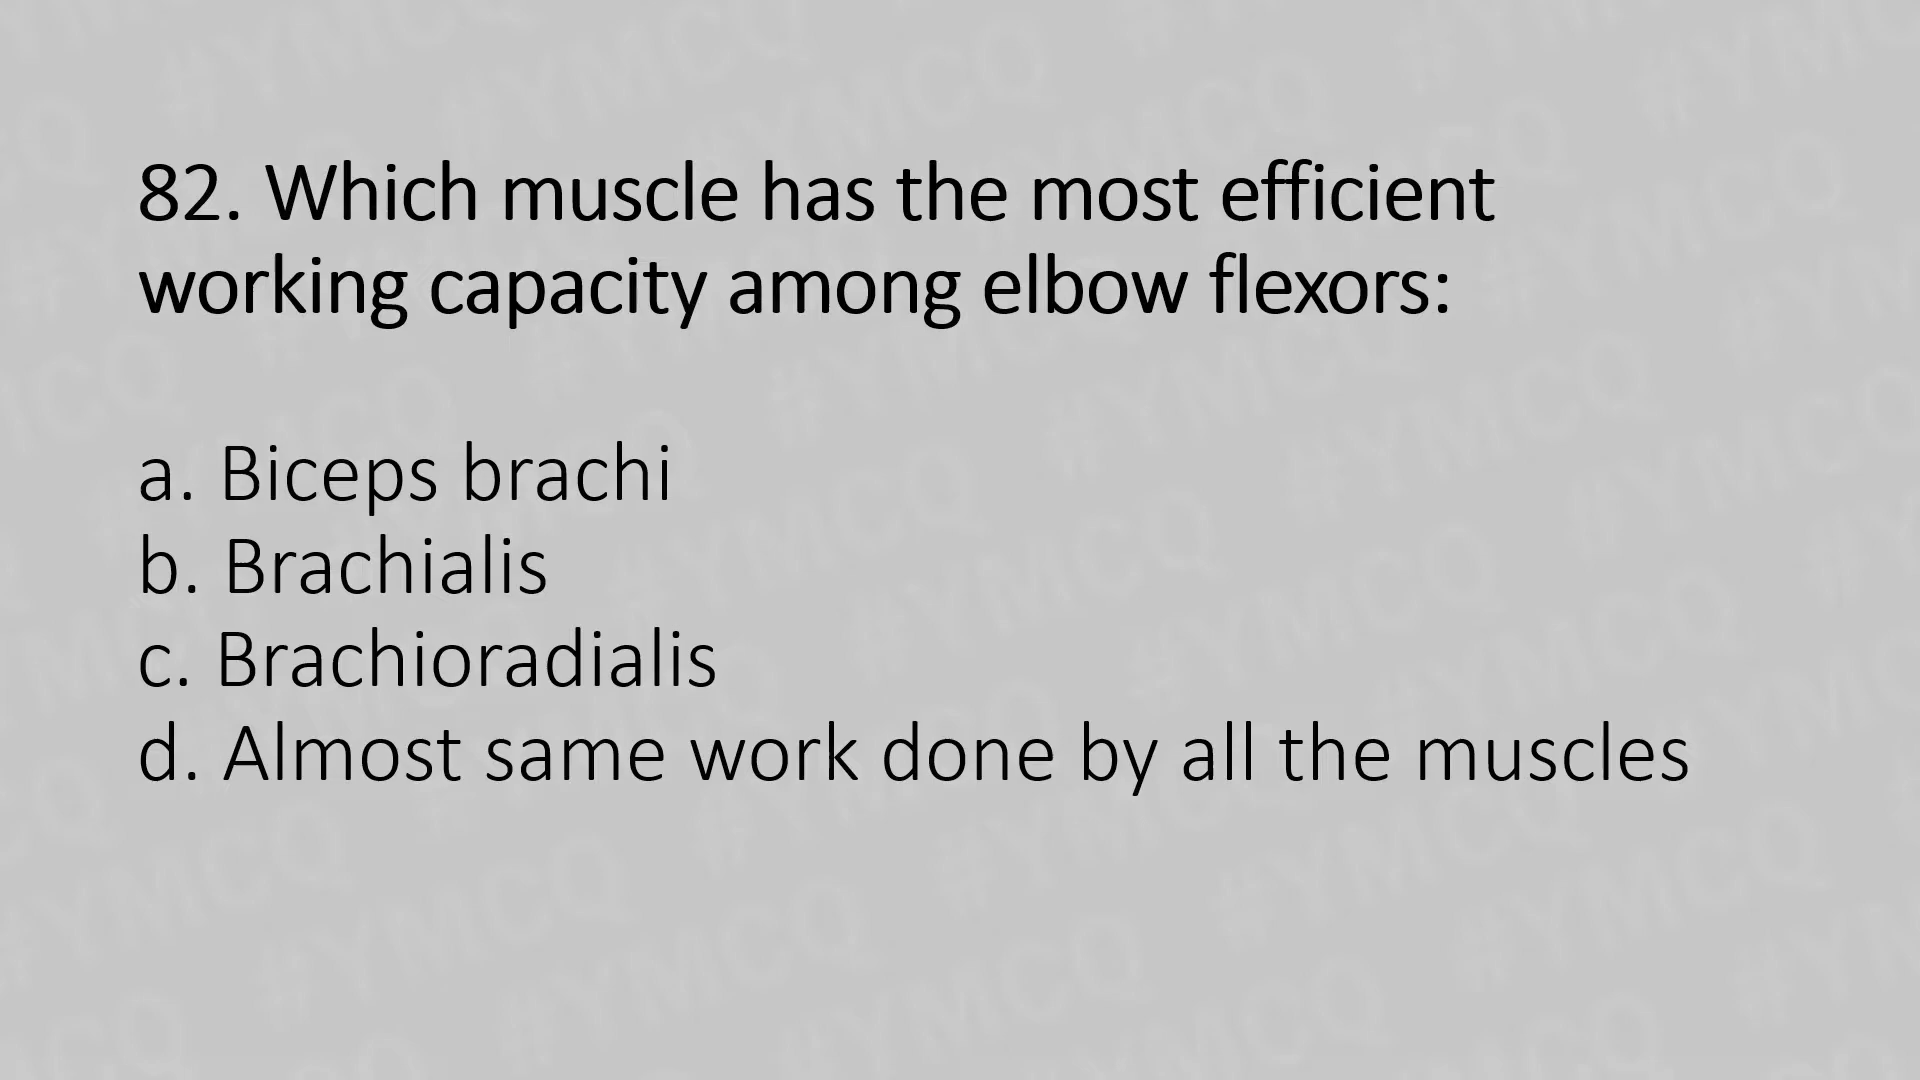 82. Which muscle has the most efficient
working capacity among elbow flexors:
a. Biceps brachi
b. Brachialis
c. Brachioradialis
d. Almost same work done by all the muscles
#YMCQ